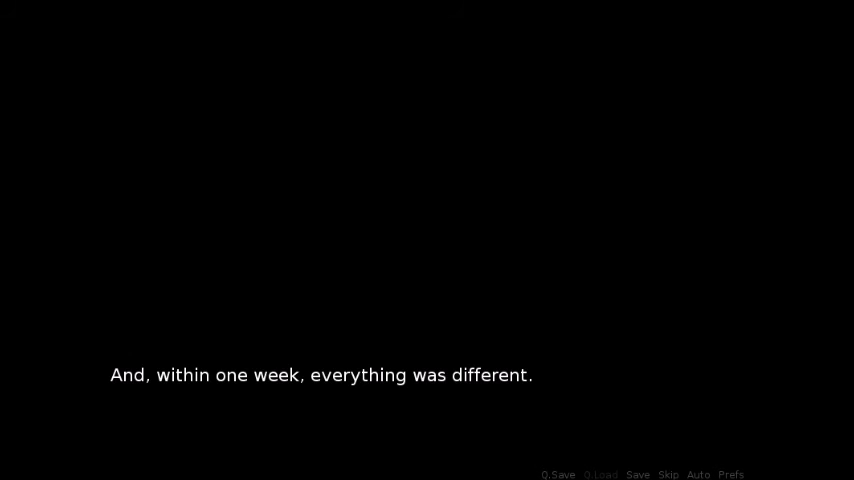 And, within one week, everything was different.
Q.Save Q.Load Save Skip Auto Prefs